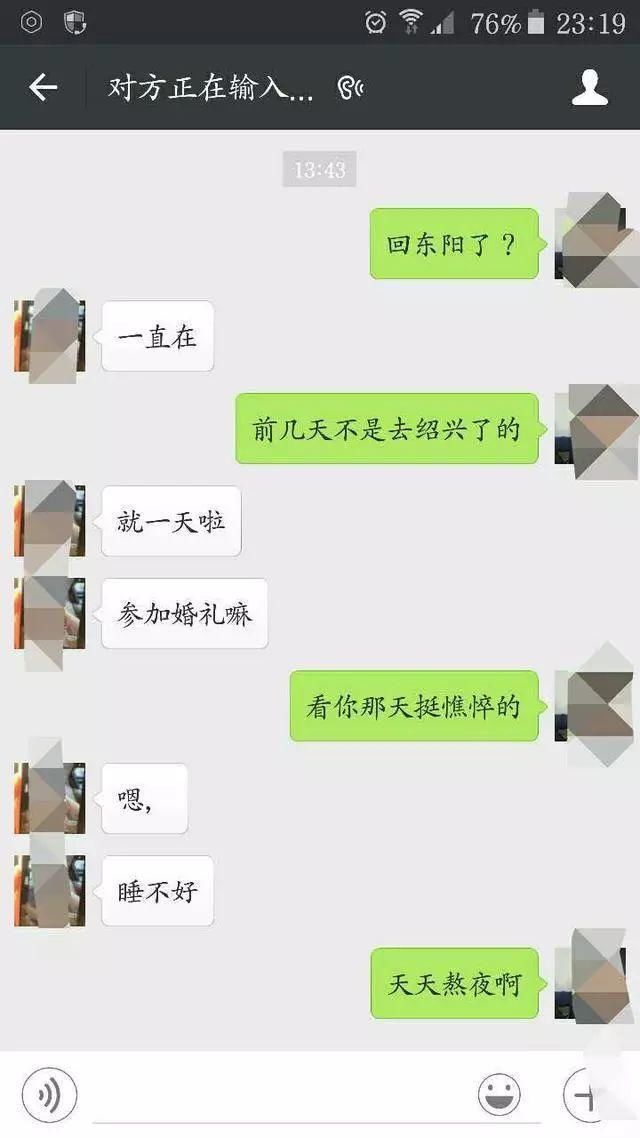 76% 23:19
对方正在输入...
13:43
回东阳了？
一直在
前几天不是去绍兴了的
就一天啦
参加婚礼嘛
看你那天挺憔悴的
嗯，
睡不好
天天熬夜啊